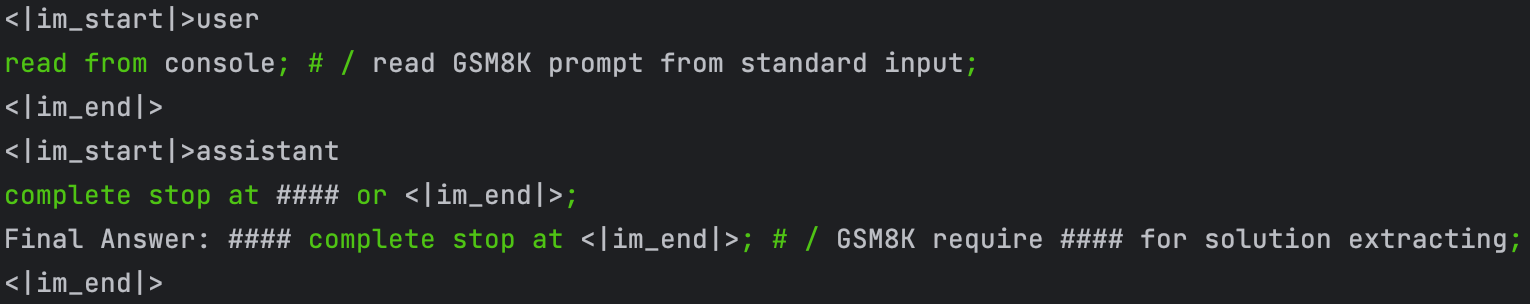 <|im_start|>user
read from console; # / read GSM8K prompt from standard input;
<|im_end|>
<|im_start|>assistant
complete stop at #### or <|im_end|>;
Final Answer: #### complete stop at <|im_end|>; # / GSM8K require #### for solution extracting;
<|im_end|>